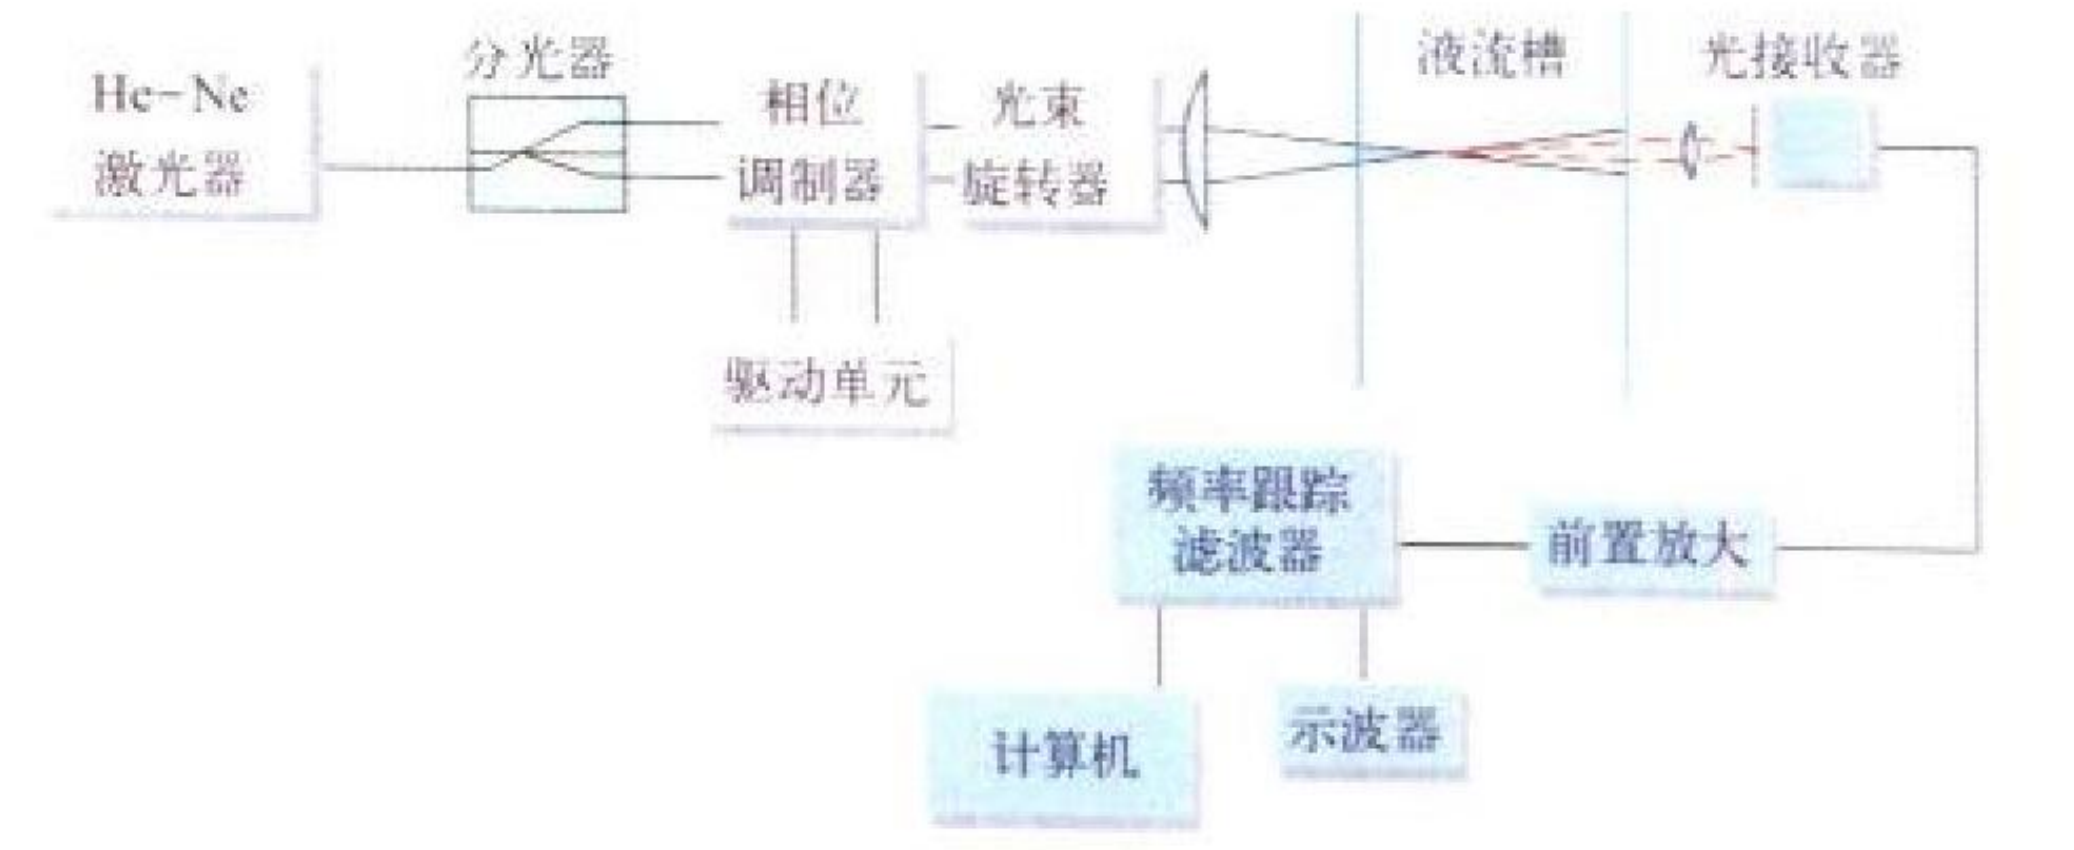 He-Ne
激光器
分光器
相位
调制器
光束
旋转器
液流槽
光接收器
驱动单元
频率跟踪
滤波器
前置放大
计算机
示波器